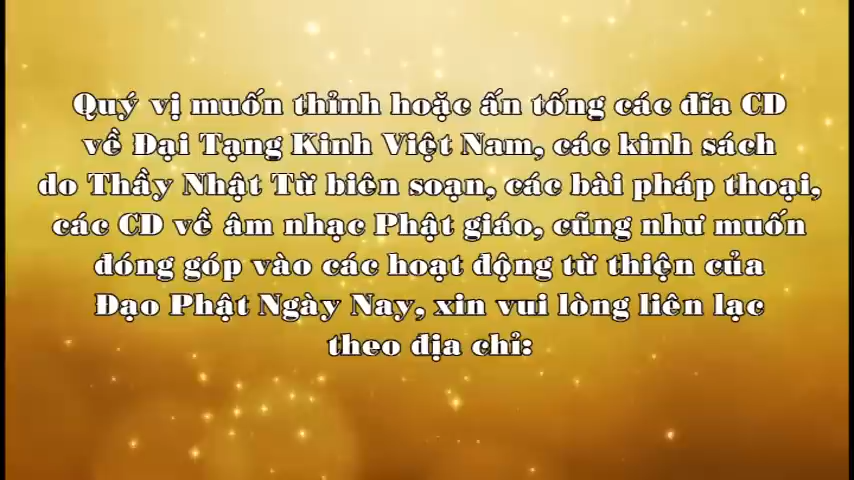 Quý vị muốn thỉnh hoặc ấn tống các đĩa CD
về Đại Tạng Kinh Việt Nam, các kinh sách
do Thầy Nhật Từ biên soạn, các bài pháp thoại,
các CD về âm nhạc Phật giáo, cũng như muốn
đóng góp vào các hoạt động từ thiện của
Đạo Phật Ngày Nay, xin vui lòng liên lạc
theo địa chỉ: